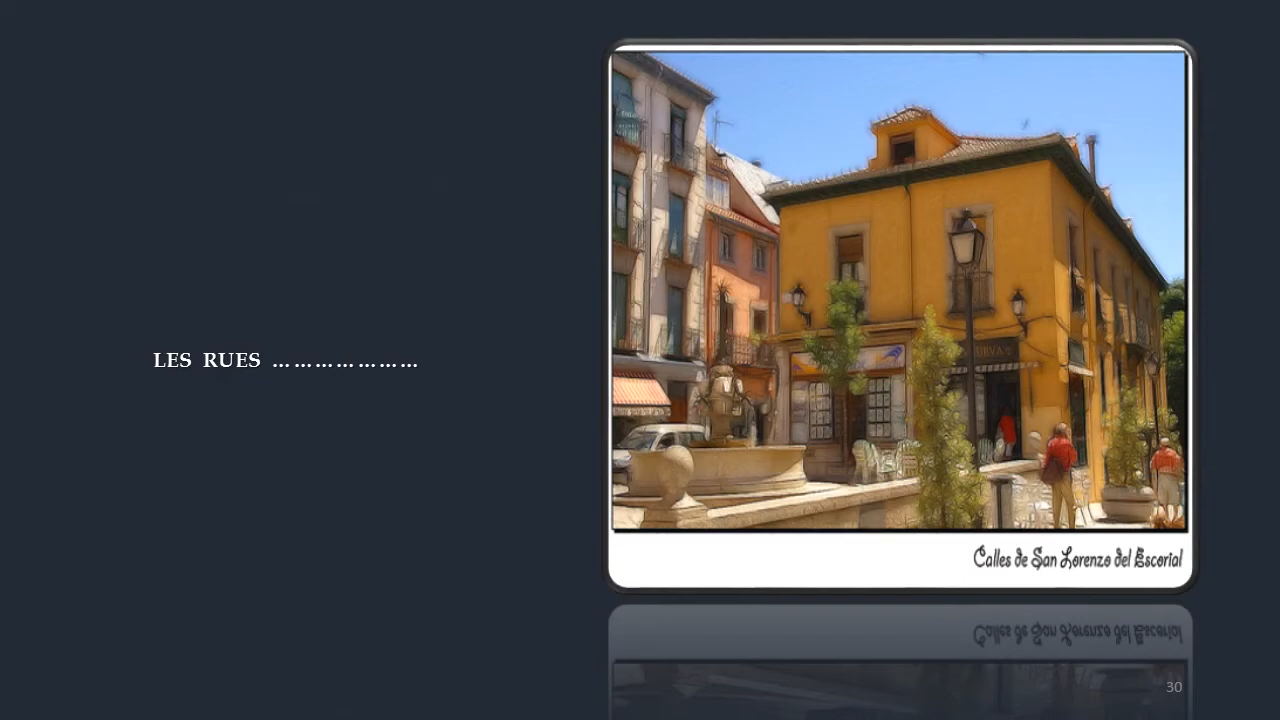 LES RUES ………………..
Calles de San Lorenzo del Escorial
30